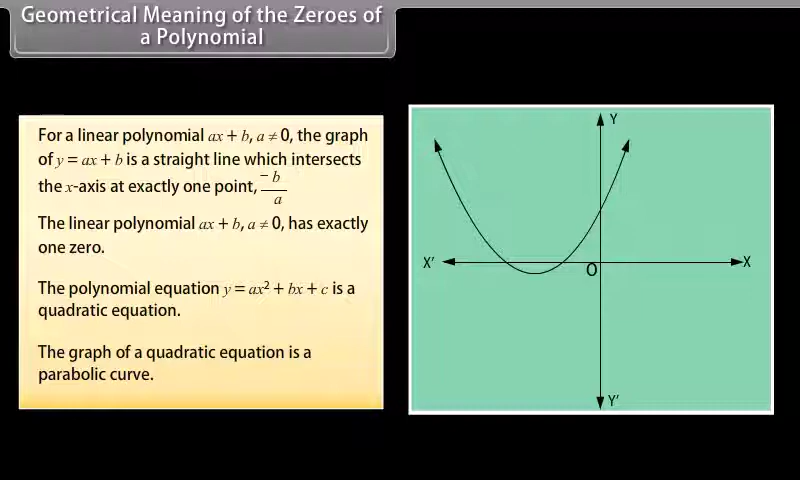 Geometrical Meaning of the Zeroes of
a Polynomial
For a linear polynomial ax + b, a ≠ 0, the graph
of y = ax + b is a straight line which intersects
the x-axis at exactly one point, −b/a
The linear polynomial ax + b, a ≠ 0, has exactly
one zero.
The polynomial equation y = ax² + bx + c is a
quadratic equation.
The graph of a quadratic equation is a
parabolic curve.
Y
X′
O
X
Y′